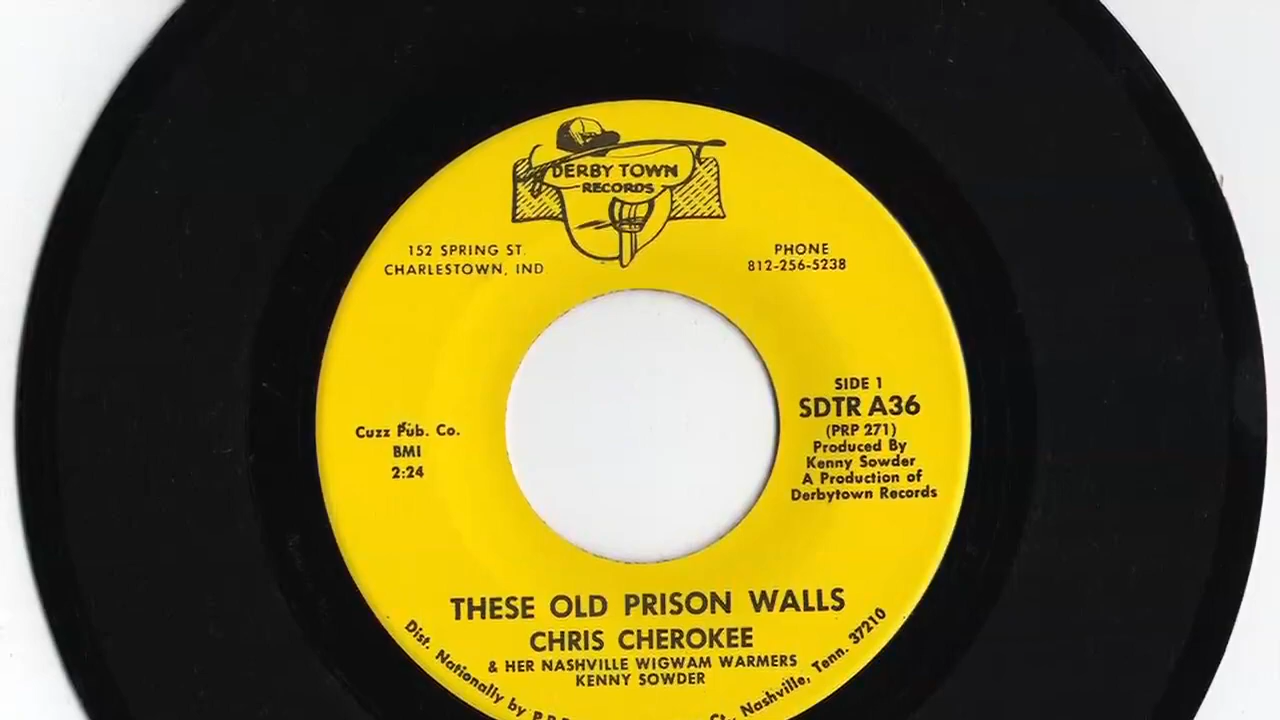 DERBY TOWN
RECORDS
152 SPRING ST.
CHARLESTOWN, IND
PHONE
812-256-5238
Cuzz Pub. Co.
BMI
2:24
SIDE 1
SDTR A36
(PRP 271)
Produced By
Kenny Sowder
A Production of
Derbytown Records
THESE OLD PRISON WALLS
CHRIS CHEROKEE
& HER NASHVILLE WIGWAM WARMERS
KENNY SOWDER
Dist. Nationally by Nashville, Tenn. 37210